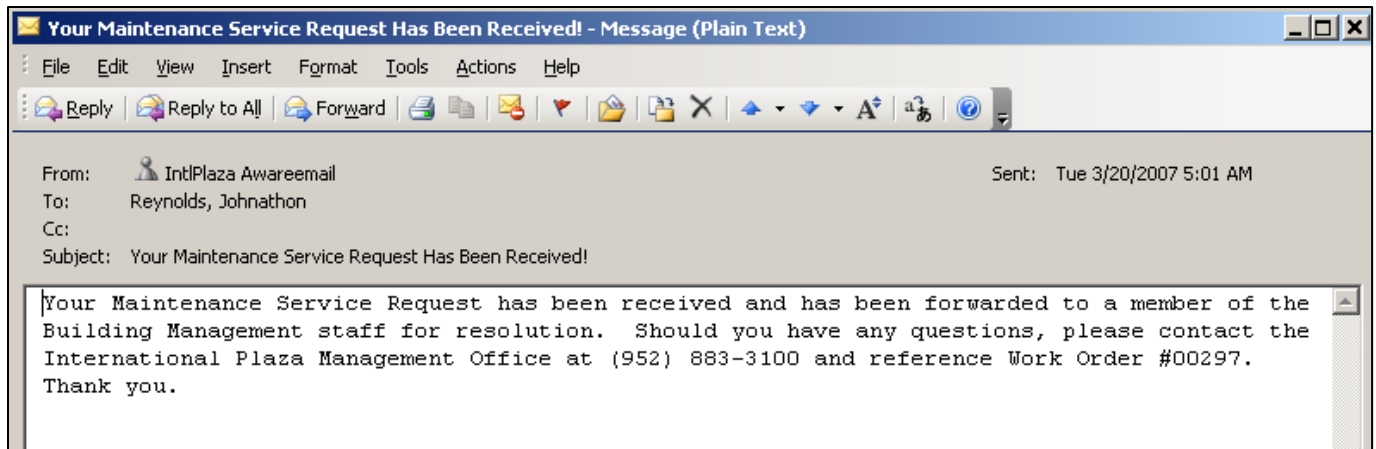 Your Maintenance Service Request Has Been Received! - Message (Plain Text)
File Edit View Insert Format Tools Actions Help
Reply Reply to All Forward
From: IntlPlaza Awareemail Sent: Tue 3/20/2007 5:01 AM
To: Reynolds, Johnathon
Cc:
Subject: Your Maintenance Service Request Has Been Received!
Your Maintenance Service Request has been received and has been forwarded to a member of the
Building Management staff for resolution.  Should you have any questions, please contact the
International Plaza Management Office at (952) 883-3100 and reference Work Order #00297.
Thank you.